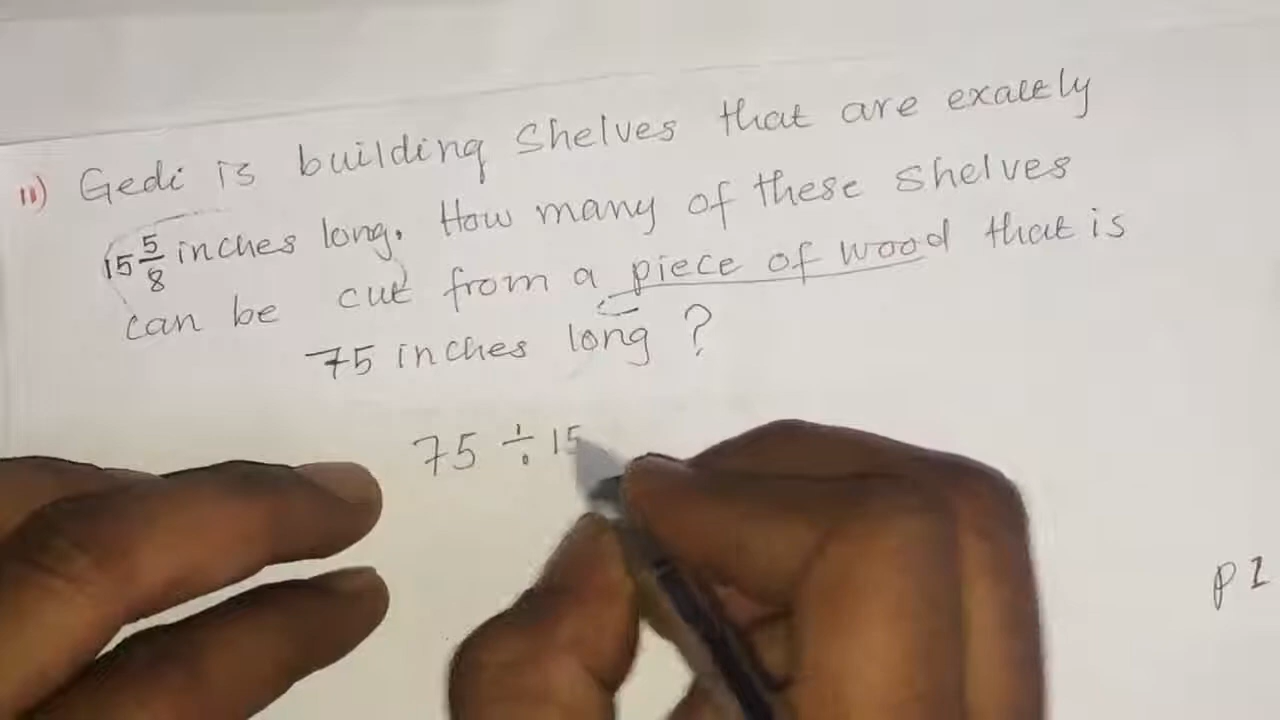 11) Gedi is building shelves that are exactly
15 5/8 inches long. How many of these shelves
can be cut from a piece of wood that is
75 inches long ?
75 ÷ 15
P 1